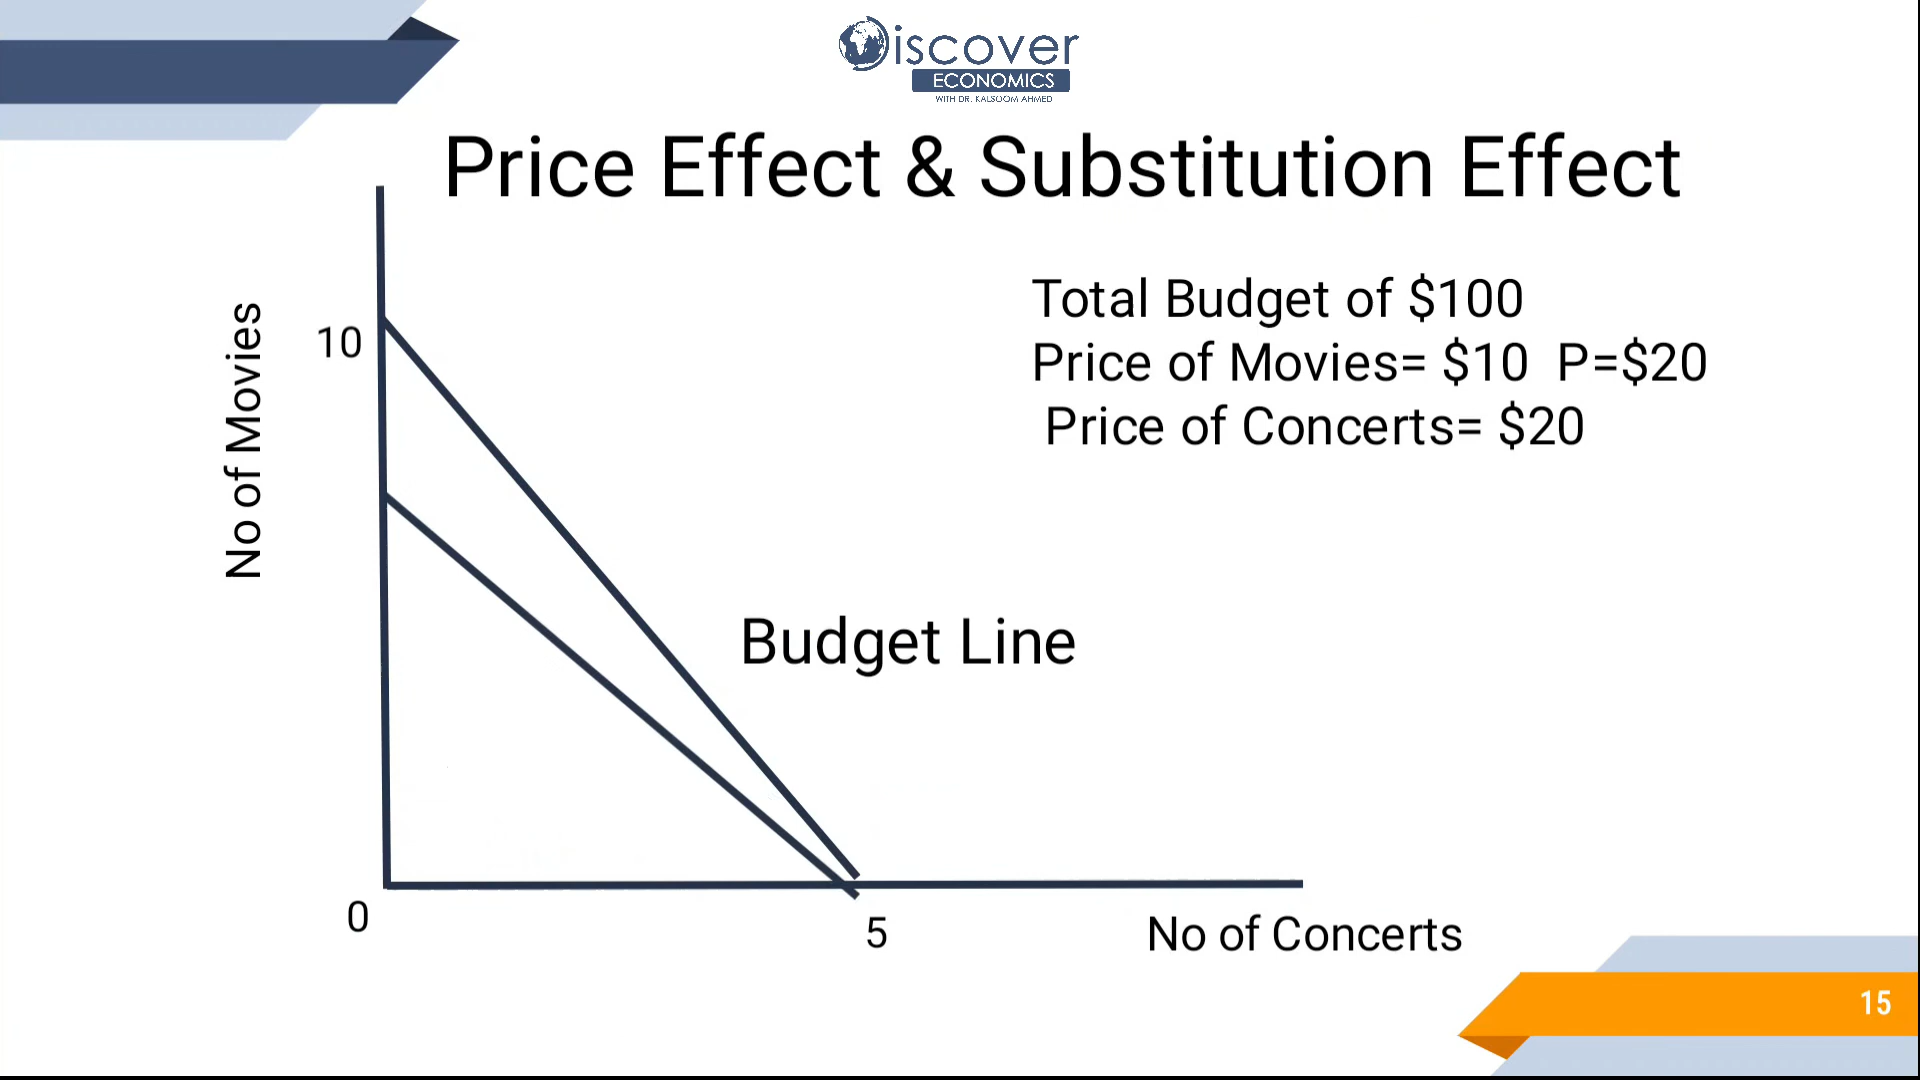 Discover
ECONOMICS
WITH DR. KALSOOM AHMED
Price Effect & Substitution Effect
Total Budget of $100
Price of Movies= $10 P=$20
Price of Concerts= $20
No of Movies
10
Budget Line
0
5
No of Concerts
15